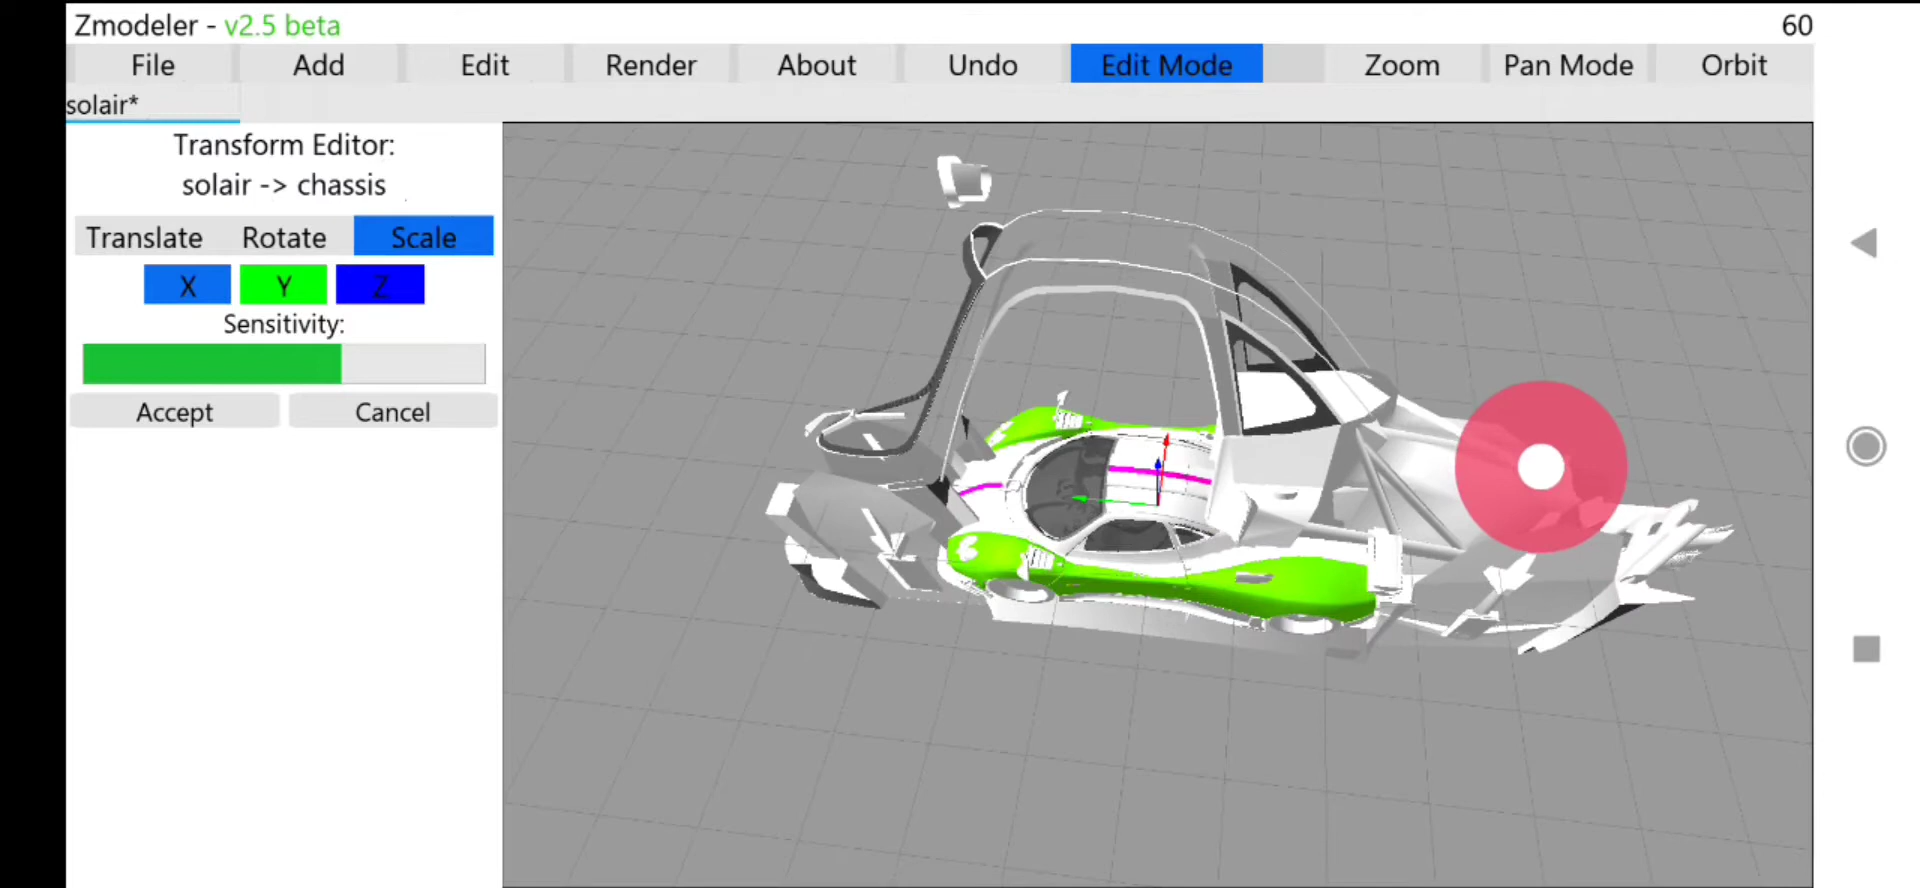 Zmodeler - v2.5 beta
60
File Add Edit Render About Undo Edit Mode Zoom Pan Mode Orbit
solair*
Transform Editor:
solair -> chassis
Translate Rotate Scale
X Y Z
Sensitivity:
Accept Cancel